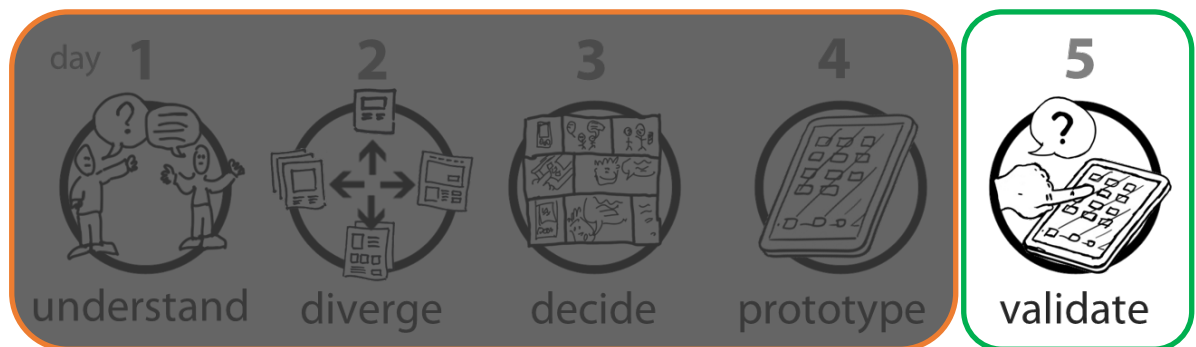 day 1 2 3 4 5
? ?
understand diverge decide prototype validate